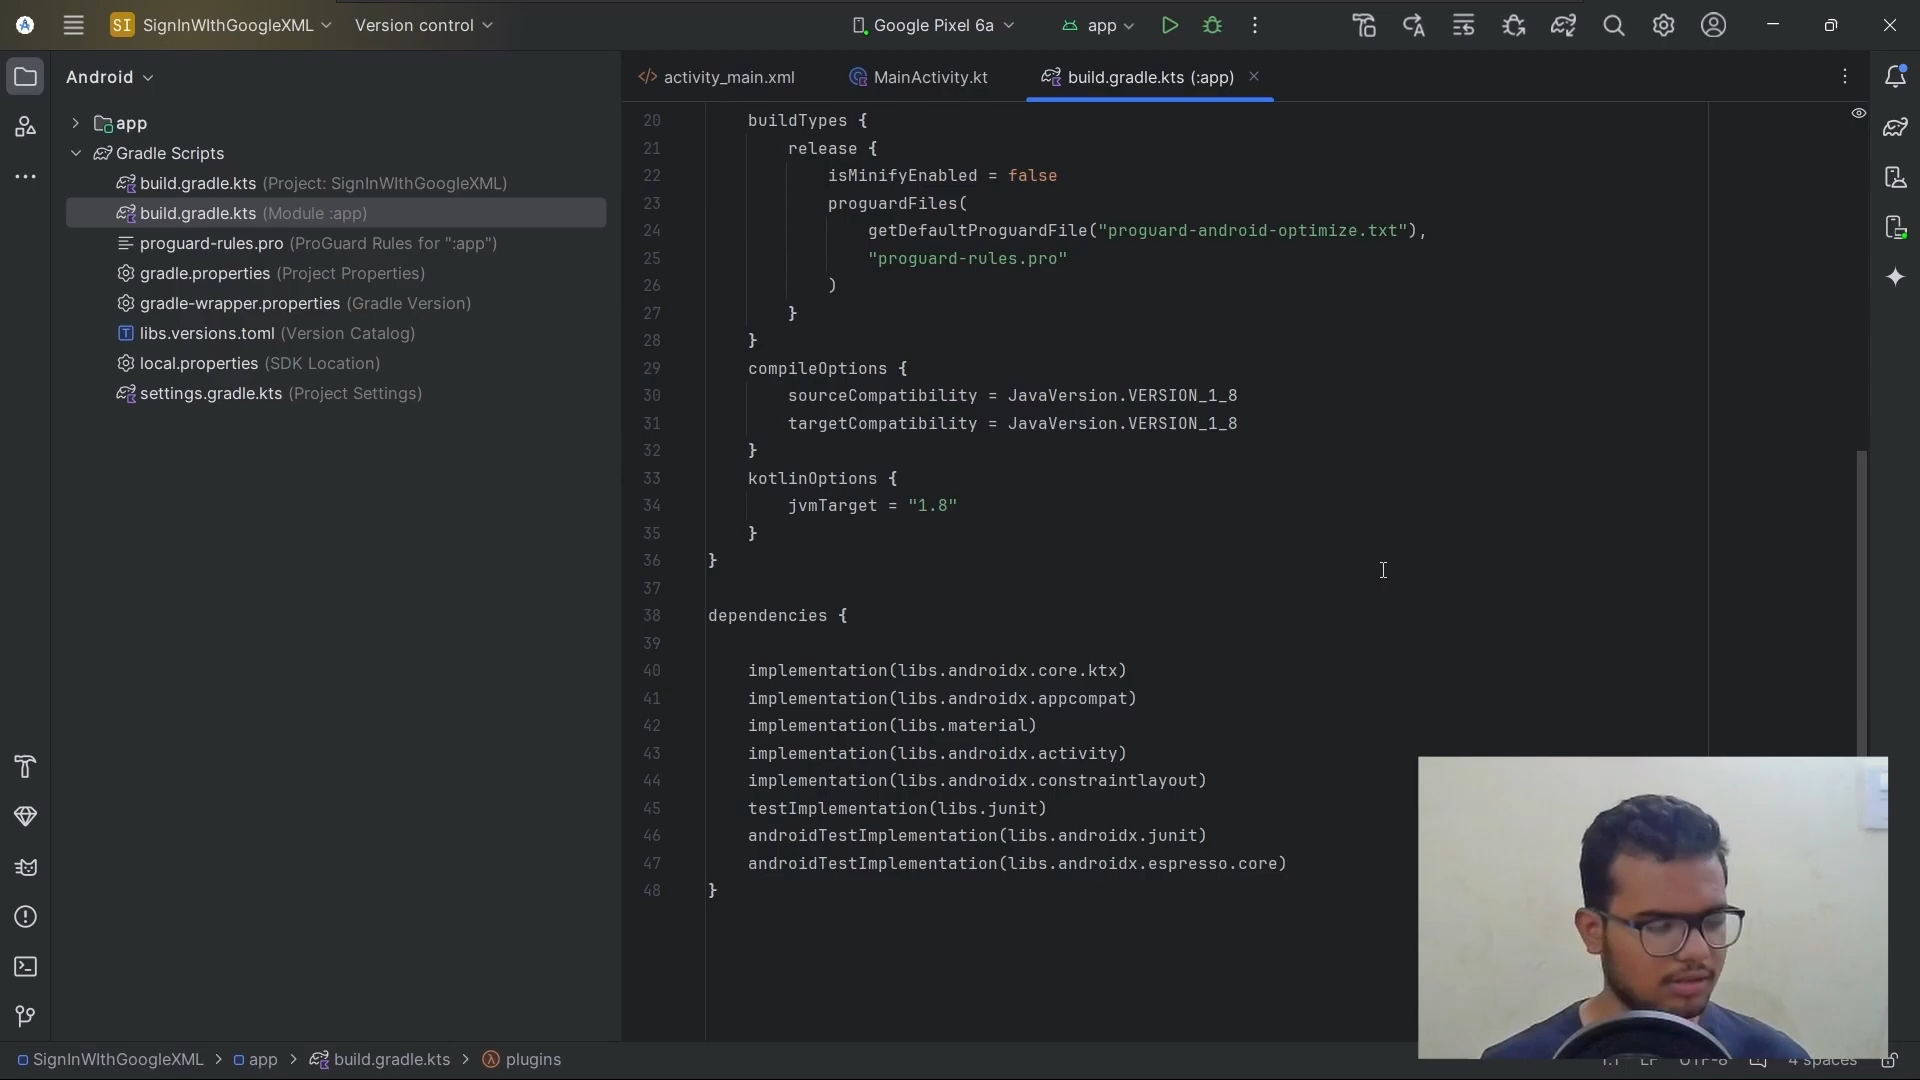 SI SignInWIthGoogleXML
Version control
Google Pixel 6a
app
Android
activity_main.xml
MainActivity.kt
build.gradle.kts (:app)
app
Gradle Scripts
build.gradle.kts (Project: SignInWIthGoogleXML)
build.gradle.kts (Module :app)
proguard-rules.pro (ProGuard Rules for ":app")
gradle.properties (Project Properties)
gradle-wrapper.properties (Gradle Version)
libs.versions.toml (Version Catalog)
local.properties (SDK Location)
settings.gradle.kts (Project Settings)
20 buildTypes {
21 release {
22 isMinifyEnabled = false
23 proguardFiles(
24 getDefaultProguardFile("proguard-android-optimize.txt"),
25 "proguard-rules.pro"
26 )
27 }
28 }
29 compileOptions {
30 sourceCompatibility = JavaVersion.VERSION_1_8
31 targetCompatibility = JavaVersion.VERSION_1_8
32 }
33 kotlinOptions {
34 jvmTarget = "1.8"
35 }
36 }
37
38 dependencies {
39
40 implementation(libs.androidx.core.ktx)
41 implementation(libs.androidx.appcompat)
42 implementation(libs.material)
43 implementation(libs.androidx.activity)
44 implementation(libs.androidx.constraintlayout)
45 testImplementation(libs.junit)
46 androidTestImplementation(libs.androidx.junit)
47 androidTestImplementation(libs.androidx.espresso.core)
48 }
SignInWIthGoogleXML > app > build.gradle.kts > plugins
1:1 LF UTF-8 4 spaces